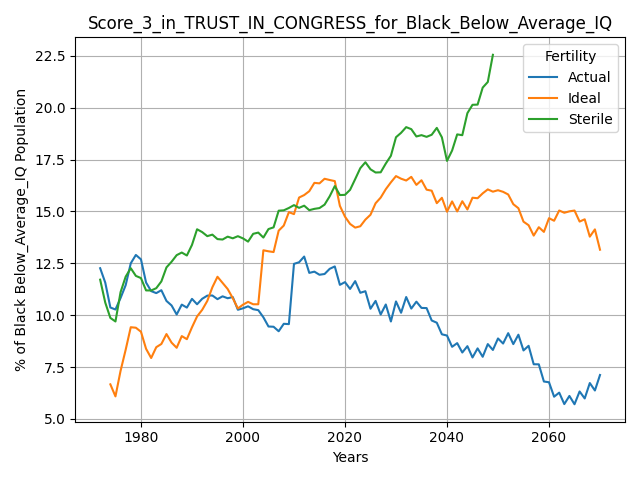 Score_3_in_TRUST_IN_CONGRESS_for_Black_Below_Average_IQ
% of Black Below_Average_IQ Population
22.5
20.0
17.5
15.0
12.5
10.0
7.5
5.0
Fertility
Actual
Ideal
Sterile
1980
2000
2020
2040
2060
Years